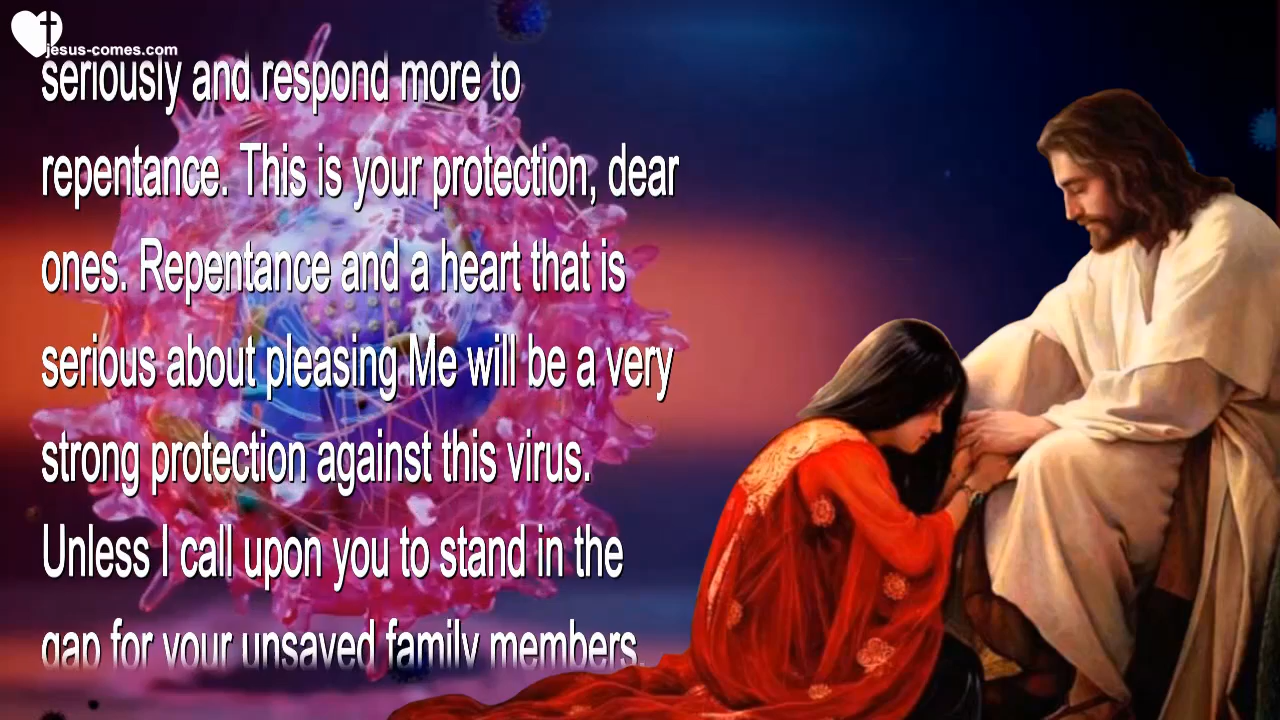 jesus-comes.com
seriously and respond more to
repentance. This is your protection, dear
ones. Repentance and a heart that is
serious about pleasing Me will be a very
strong protection against this virus.
Unless I call upon you to stand in the
gap for your unsaved family members,